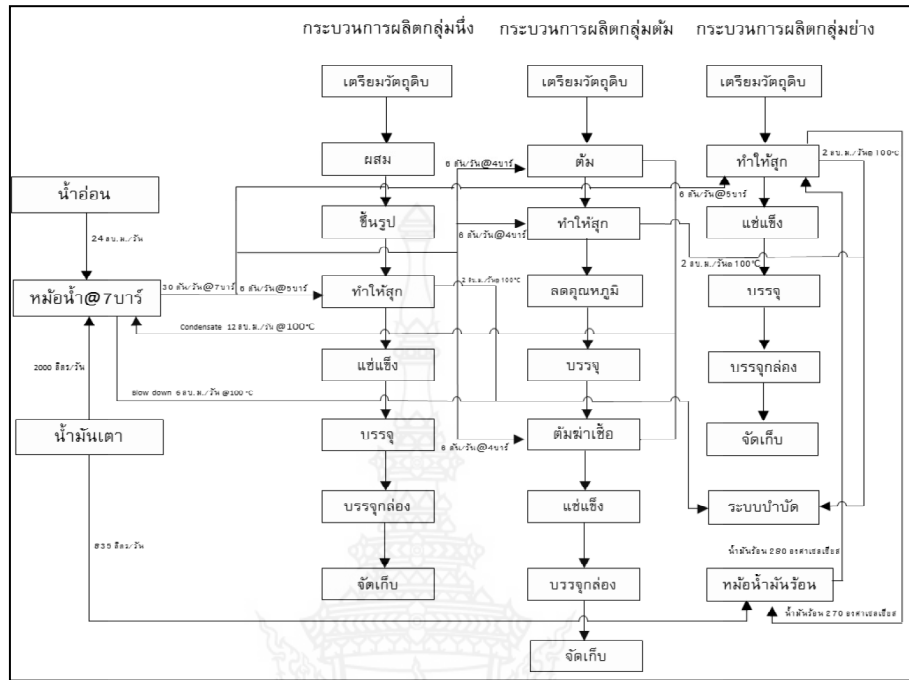 กระบวนการผลิตกลุ่มนึ่ง กระบวนการผลิตกลุ่มต้ม กระบวนการผลิตกลุ่มย่าง
เตรียมวัตถุดิบ เตรียมวัตถุดิบ เตรียมวัตถุดิบ
ผสม 6 ตัน/วัน@4บาร์ ต้ม ทำให้สุก 2 ลบ.ม./วัน@ 100°C
น้ำอ่อน
6 ตัน/วัน@5บาร์
ขึ้นรูป ทำให้สุก แช่แข็ง
6 ตัน/วัน@4บาร์
24 ลบ.ม./วัน
2 ลบ.ม./วัน@ 100°C
หม้อน้ำ@7บาร์ 30 ตัน/วัน@7บาร์ 6 ตัน/วัน@5บาร์ ทำให้สุก 2 ลบ.ม./วัน@ 100°C ลดอุณหภูมิ บรรจุ
Condensate 12 ลบ.ม./วัน @100°C
2000 ลิตร/วัน แช่แข็ง บรรจุ บรรจุกล่อง
Blow down 6 ลบ.ม./วัน @100 °C
น้ำมันเตา บรรจุ ต้มฆ่าเชื้อ จัดเก็บ
6 ตัน/วัน@4บาร์
บรรจุกล่อง แช่แข็ง ระบบบำบัด
835 ลิตร/วัน น้ำมันร้อน 280 องศาเซลเซียส
จัดเก็บ บรรจุกล่อง หม้อน้ำมันร้อน
น้ำมันร้อน 270 องศาเซลเซียส
จัดเก็บ